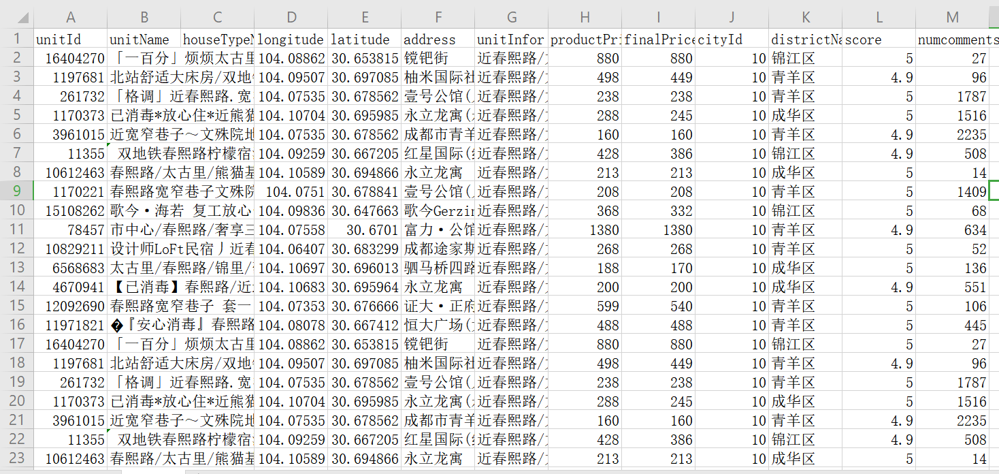 A B C D E F G H I J K L M
1 unitId unitName houseTypeN longitude latitude address unitInfor productPri finalPrice cityId districtNa score numcomments
2 16404270 「一百分」烦烦太古里 104.08862 30.653815 镋钯街 近春熙路/ 880 880 10 锦江区 5 27
3 1197681 北站舒适大床房/双地 104.09507 30.697085 柚米国际社 近春熙路/ 498 449 10 青羊区 4.9 96
4 261732 「格调」近春熙路.宽 104.07535 30.678562 壹号公馆( 近春熙路/ 238 238 10 青羊区 5 1787
5 1170373 已消毒*放心住*近熊猫 104.10704 30.695985 永立龙寓( 近春熙路/ 288 245 10 成华区 5 1516
6 3961015 近宽窄巷子～文殊院地 104.07535 30.678562 成都市青羊 近春熙路/ 160 160 10 青羊区 4.9 2235
7 11355 双地铁春熙路柠檬宿 104.09259 30.667205 红星国际( 近春熙路/ 428 386 10 锦江区 4.9 508
8 10612463 春熙路/太古里/熊猫基 104.10589 30.694866 永立龙寓 近春熙路/ 213 213 10 成华区 5 14
9 1170221 春熙路宽窄巷子文殊院 104.0751 30.678841 壹号公馆( 近春熙路/ 208 208 10 青羊区 5 1409
10 15108262 歌今·海若 复工放心 104.09836 30.647663 歌今Gerzin 近春熙路/ 368 332 10 锦江区 5 68
11 78457 市中心/春熙路/奢享三 104.07558 30.6701 富力·公馆 近春熙路/ 1380 1380 10 青羊区 4.9 634
12 10829211 设计师LoFt民宿丿近春 104.06407 30.683299 成都途家斯 近春熙路/ 268 268 10 青羊区 5 52
13 6568683 太古里/春熙路/锦里/ 104.10697 30.696013 驷马桥四路 近春熙路/ 188 170 10 成华区 5 136
14 4670941 【已消毒】春熙路/近 104.10683 30.695964 永立龙寓 近春熙路/ 200 200 10 成华区 4.9 551
15 12092690 春熙路宽窄巷子 套一 104.07353 30.676666 证大·正府 近春熙路/ 599 540 10 青羊区 5 106
16 11971821 �『安心消毒』春熙路 104.08078 30.667412 恒大广场( 近春熙路/ 488 488 10 青羊区 5 445
17 16404270 「一百分」烦烦太古里 104.08862 30.653815 镋钯街 近春熙路/ 880 880 10 锦江区 5 27
18 1197681 北站舒适大床房/双地 104.09507 30.697085 柚米国际社 近春熙路/ 498 449 10 青羊区 4.9 96
19 261732 「格调」近春熙路.宽 104.07535 30.678562 壹号公馆( 近春熙路/ 238 238 10 青羊区 5 1787
20 1170373 已消毒*放心住*近熊猫 104.10704 30.695985 永立龙寓( 近春熙路/ 288 245 10 成华区 5 1516
21 3961015 近宽窄巷子～文殊院地 104.07535 30.678562 成都市青羊 近春熙路/ 160 160 10 青羊区 4.9 2235
22 11355 双地铁春熙路柠檬宿 104.09259 30.667205 红星国际( 近春熙路/ 428 386 10 锦江区 4.9 508
23 10612463 春熙路/太古里/熊猫基 104.10589 30.694866 永立龙寓 近春熙路/ 213 213 10 成华区 5 14